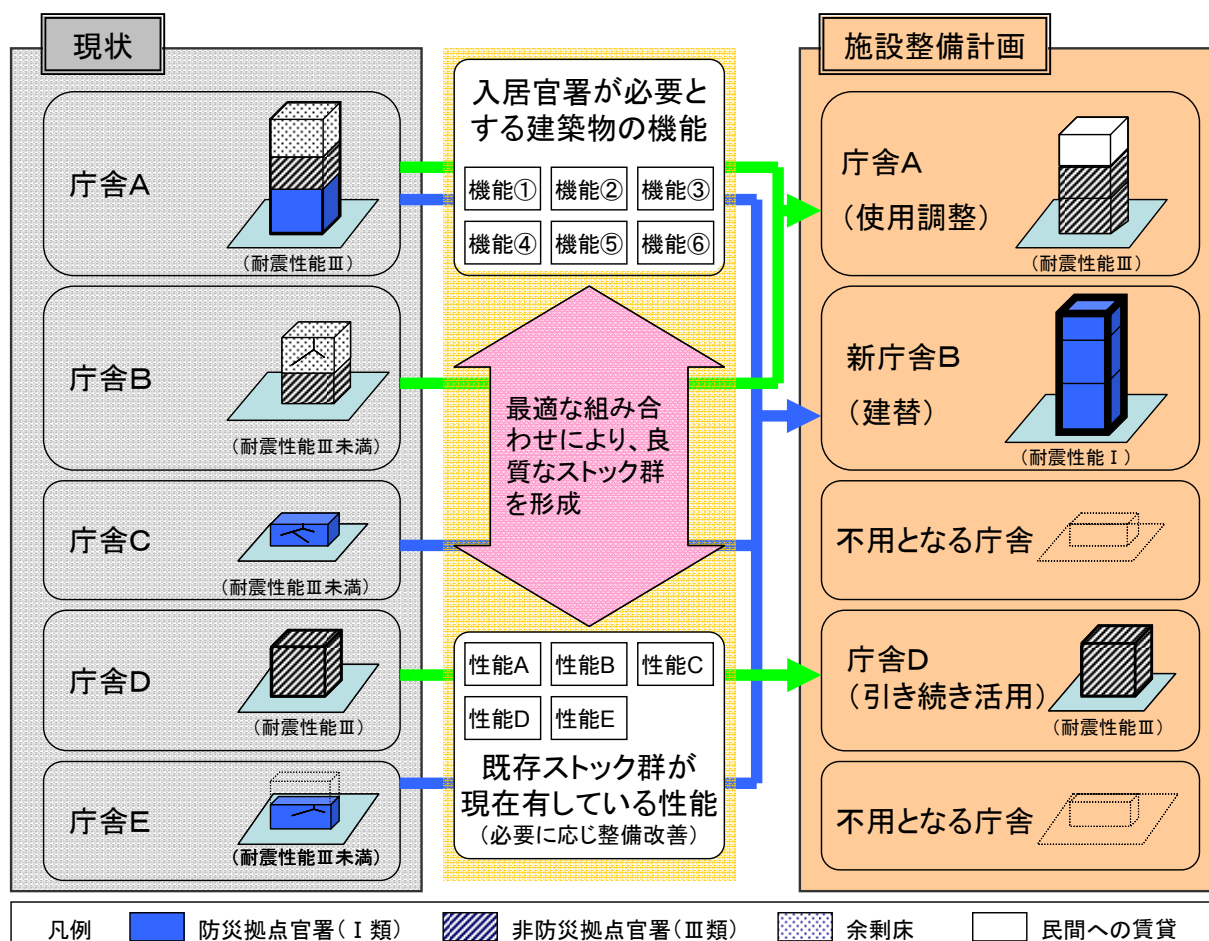 現状
庁舎A
(耐震性能Ⅲ)
庁舎B
(耐震性能Ⅲ未満)
庁舎C
(耐震性能Ⅲ未満)
庁舎D
(耐震性能Ⅲ)
庁舎E
(耐震性能Ⅲ未満)
入居官署が必要と
する建築物の機能
機能① 機能② 機能③
機能④ 機能⑤ 機能⑥
最適な組み合
わせにより、良
質なストック群
を形成
性能A 性能B 性能C
性能D 性能E
既存ストック群が
現在有している性能
(必要に応じ整備改善)
施設整備計画
庁舎A
(使用調整)
(耐震性能Ⅲ)
新庁舎B
(建替)
(耐震性能Ⅰ)
不用となる庁舎
庁舎D
(引き続き活用)
(耐震性能Ⅲ)
不用となる庁舎
凡例 防災拠点官署(Ⅰ類) 非防災拠点官署(Ⅲ類) 余剰床 民間への賃貸